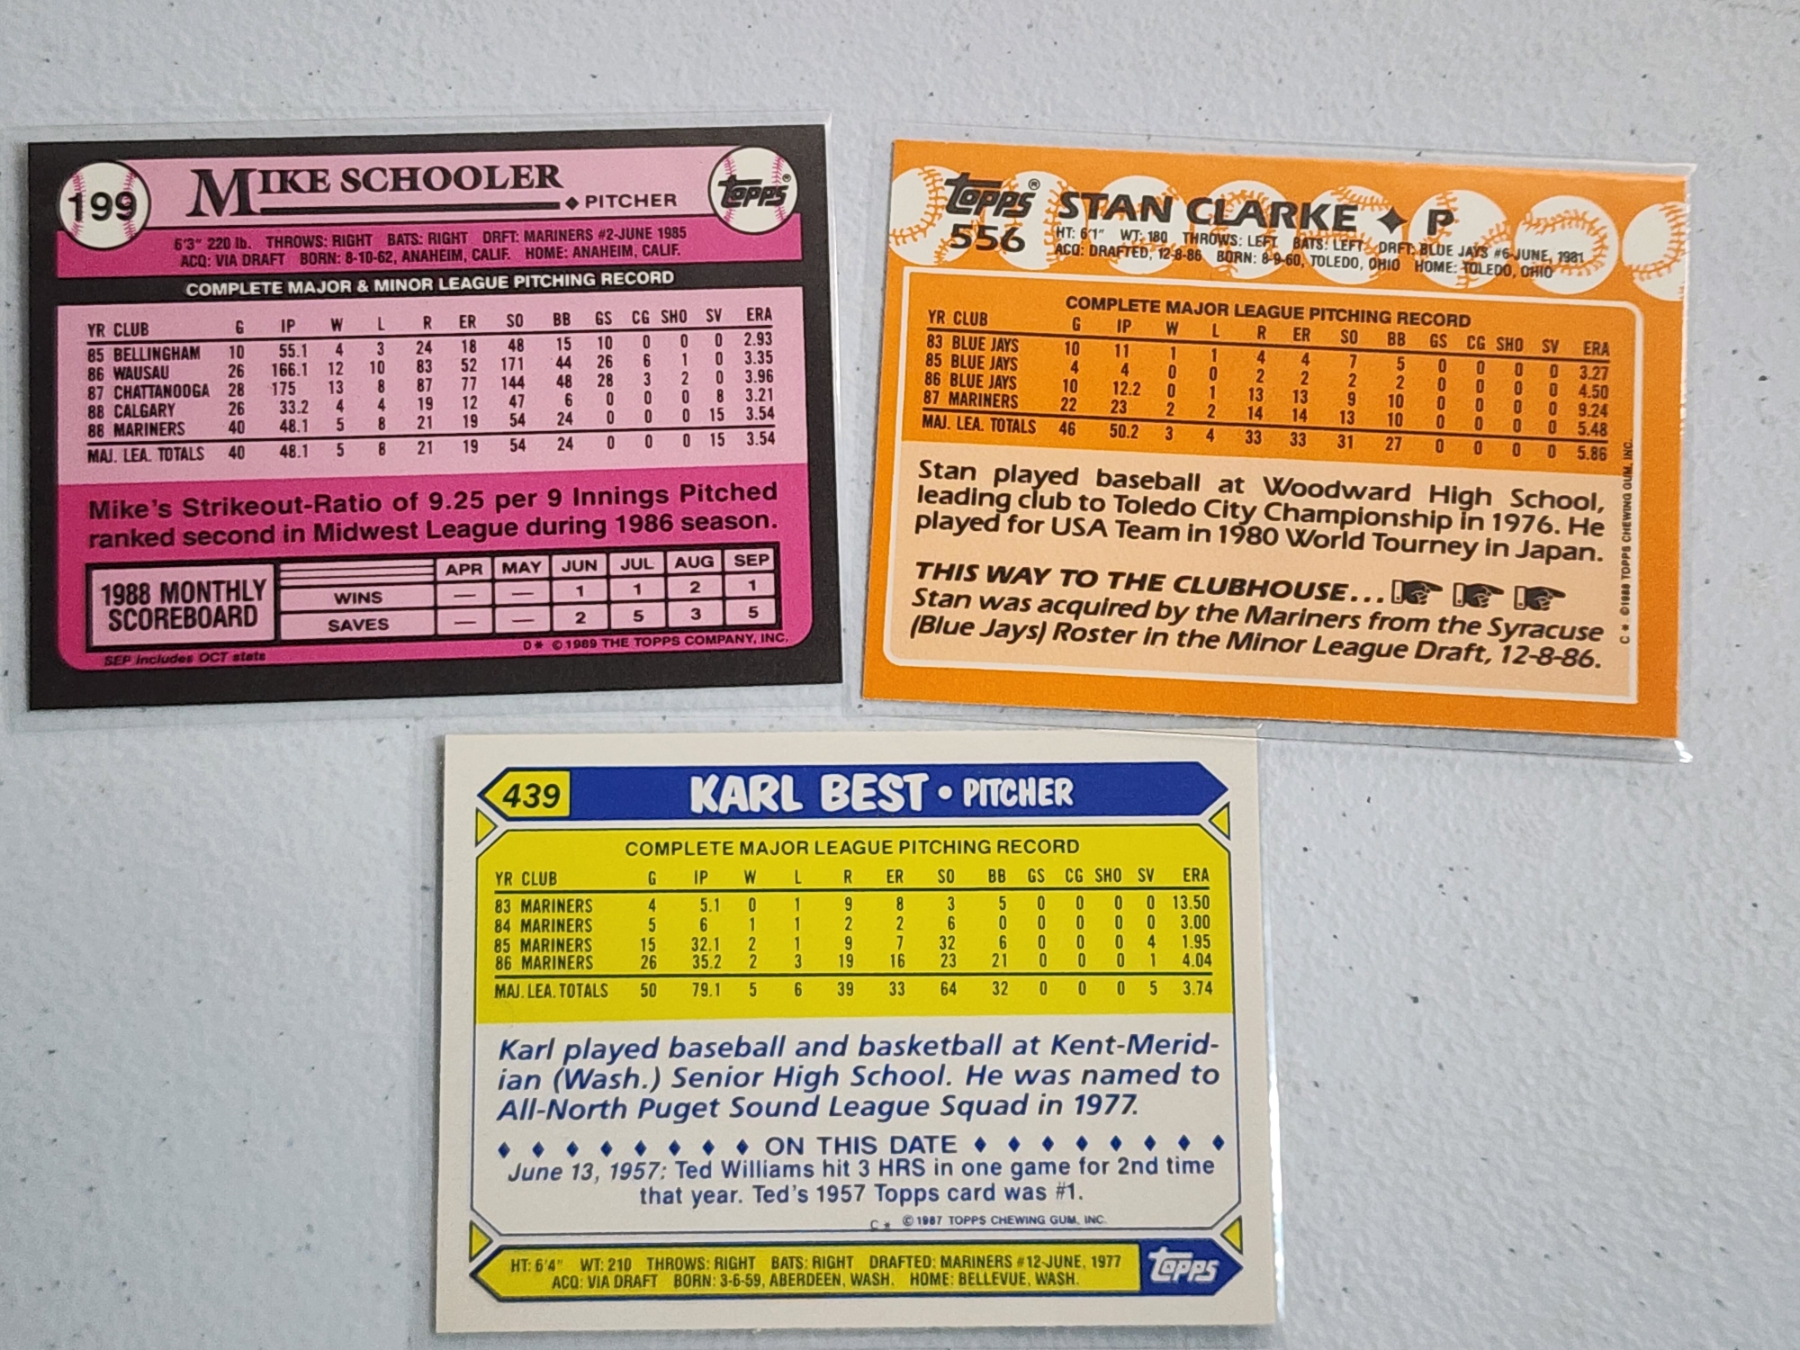 199
MIKE SCHOOLER
◆ PITCHER
TOPPS®
6'3" 220 lb. THROWS: RIGHT BATS: RIGHT DRFT: MARINERS #2-JUNE 1985
ACQ: VIA DRAFT BORN: 8-10-62, ANAHEIM, CALIF. HOME: ANAHEIM, CALIF.
COMPLETE MAJOR & MINOR LEAGUE PITCHING RECORD
YR CLUB G IP W L R ER SO BB GS CG SHO SV ERA
85 BELLINGHAM 10 55.1 4 3 24 18 48 15 10 0 0 0 2.93
86 WAUSAU 26 166.1 12 10 83 52 171 44 26 6 1 0 3.35
87 CHATTANOOGA 28 175 13 8 87 77 144 48 28 3 2 0 3.96
88 CALGARY 26 33.2 4 4 19 12 47 6 0 0 0 8 3.21
88 MARINERS 40 48.1 5 8 21 19 54 24 0 0 0 15 3.54
MAJ. LEA. TOTALS 40 48.1 5 8 21 19 54 24 0 0 0 15 3.54
Mike's Strikeout-Ratio of 9.25 per 9 Innings Pitched
ranked second in Midwest League during 1986 season.
1988 MONTHLY
SCOREBOARD
APR MAY JUN JUL AUG SEP
WINS — — 1 1 2 1
SAVES — — 2 5 3 5
SEP includes OCT stats
D* © 1989 THE TOPPS COMPANY, INC.
TOPPS®
556
STAN CLARKE ✦ P
HT: 6'1" WT: 180 THROWS: LEFT BATS: LEFT DRFT: BLUE JAYS #6-JUNE, 1981
ACQ: DRAFTED, 12-8-86 BORN: 8-9-60, TOLEDO, OHIO HOME: TOLEDO, OHIO
COMPLETE MAJOR LEAGUE PITCHING RECORD
YR CLUB G IP W L R ER SO BB GS CG SHO SV ERA
83 BLUE JAYS 10 11 1 1 4 4 7 5 0 0 0 0 3.27
85 BLUE JAYS 4 4 0 0 2 2 2 2 0 0 0 0 4.50
86 BLUE JAYS 10 12.2 0 1 13 13 9 10 0 0 0 0 9.24
87 MARINERS 22 23 2 2 14 14 13 10 0 0 0 0 5.48
MAJ. LEA. TOTALS 46 50.2 3 4 33 33 31 27 0 0 0 0 5.86
Stan played baseball at Woodward High School,
leading club to Toledo City Championship in 1976. He
played for USA Team in 1980 World Tourney in Japan.
THIS WAY TO THE CLUBHOUSE...
Stan was acquired by the Mariners from the Syracuse
(Blue Jays) Roster in the Minor League Draft, 12-8-86.
C * ©1988 TOPPS CHEWING GUM, INC.
439
KARL BEST • PITCHER
COMPLETE MAJOR LEAGUE PITCHING RECORD
YR CLUB G IP W L R ER SO BB GS CG SHO SV ERA
83 MARINERS 4 5.1 0 1 9 8 3 5 0 0 0 0 13.50
84 MARINERS 5 6 1 1 2 2 6 0 0 0 0 0 3.00
85 MARINERS 15 32.1 2 1 9 7 32 6 0 0 0 4 1.95
86 MARINERS 26 35.2 2 3 19 16 23 21 0 0 0 1 4.04
MAJ. LEA. TOTALS 50 79.1 5 6 39 33 64 32 0 0 0 5 3.74
Karl played baseball and basketball at Kent-Merid-
ian (Wash.) Senior High School. He was named to
All-North Puget Sound League Squad in 1977.
♦ ♦ ♦ ♦ ♦ ♦ ♦ ♦ ON THIS DATE ♦ ♦ ♦ ♦ ♦ ♦ ♦ ♦
June 13, 1957: Ted Williams hit 3 HRS in one game for 2nd time
that year. Ted's 1957 Topps card was #1.
C * © 1987 TOPPS CHEWING GUM, INC.
HT: 6'4" WT: 210 THROWS: RIGHT BATS: RIGHT DRAFTED: MARINERS #12-JUNE, 1977
ACQ: VIA DRAFT BORN: 3-6-59, ABERDEEN, WASH. HOME: BELLEVUE, WASH.
TOPPS